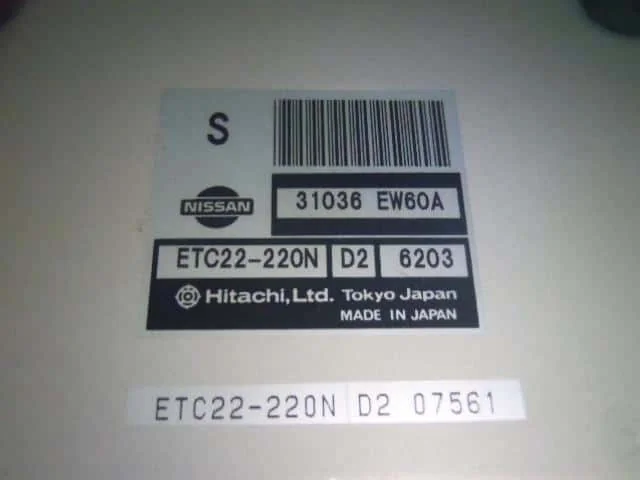 S
NISSAN
31036 EW60A
ETC22-220N D2 6203
Hitachi, Ltd. Tokyo Japan
MADE IN JAPAN
ETC22-220N D2 07561